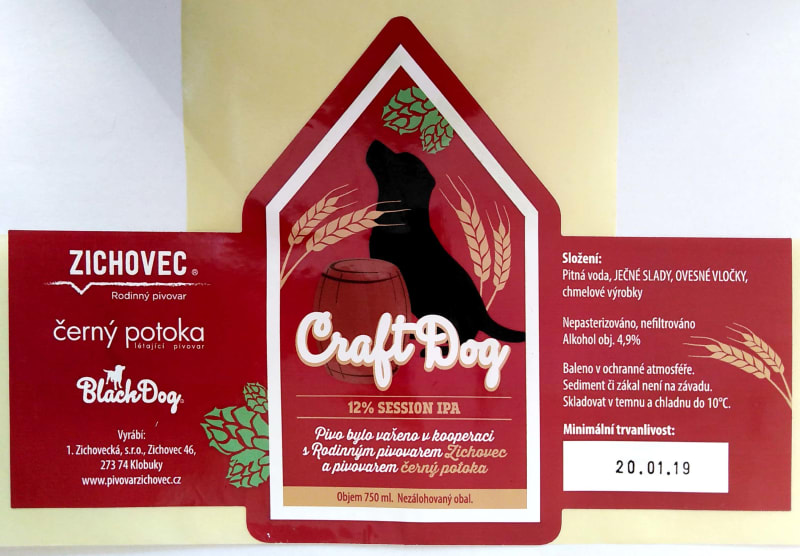 ZICHOVEC®
Rodinný pivovar
černý potoka
létající pivovar
BlackDog
Vyrábí:
1. Zichovecká, s.r.o., Zichovec 46,
273 74 Klobuky
www.pivovarzichovec.cz
Craft Dog
12% SESSION IPA
Pivo bylo vařeno v kooperaci
s Rodinným pivovarem Zichovec
a pivovarem černý potoka
Objem 750 ml. Nezálohovaný obal.
Složení:
Pitná voda, JEČNÉ SLADY, OVESNÉ VLOČKY,
chmelové výrobky
Nepasterizováno, nefiltrováno
Alkohol obj. 4,9%
Baleno v ochranné atmosféře.
Sediment či zákal není na závadu.
Skladovat v temnu a chladnu do 10°C.
Minimální trvanlivost:
20.01.19